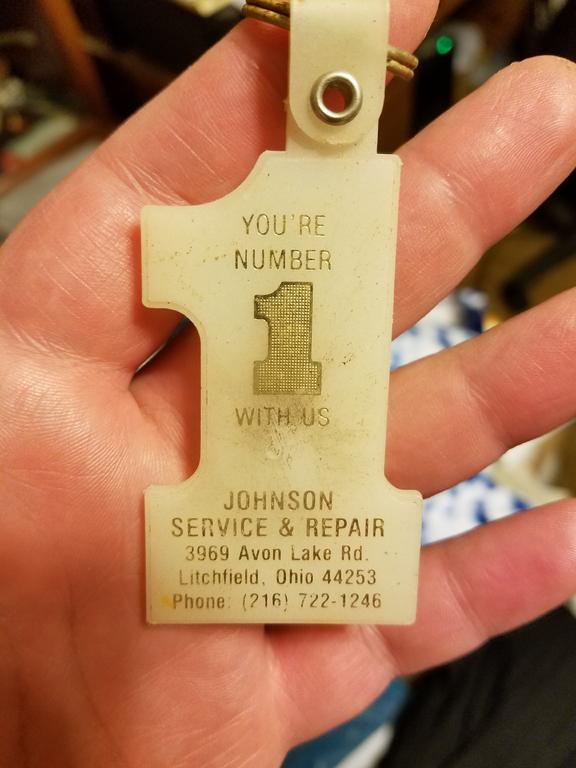 YOU'RE
NUMBER
1
WITH US
JOHNSON
SERVICE & REPAIR
3969 Avon Lake Rd.
Litchfield, Ohio 44253
Phone: (216) 722-1246